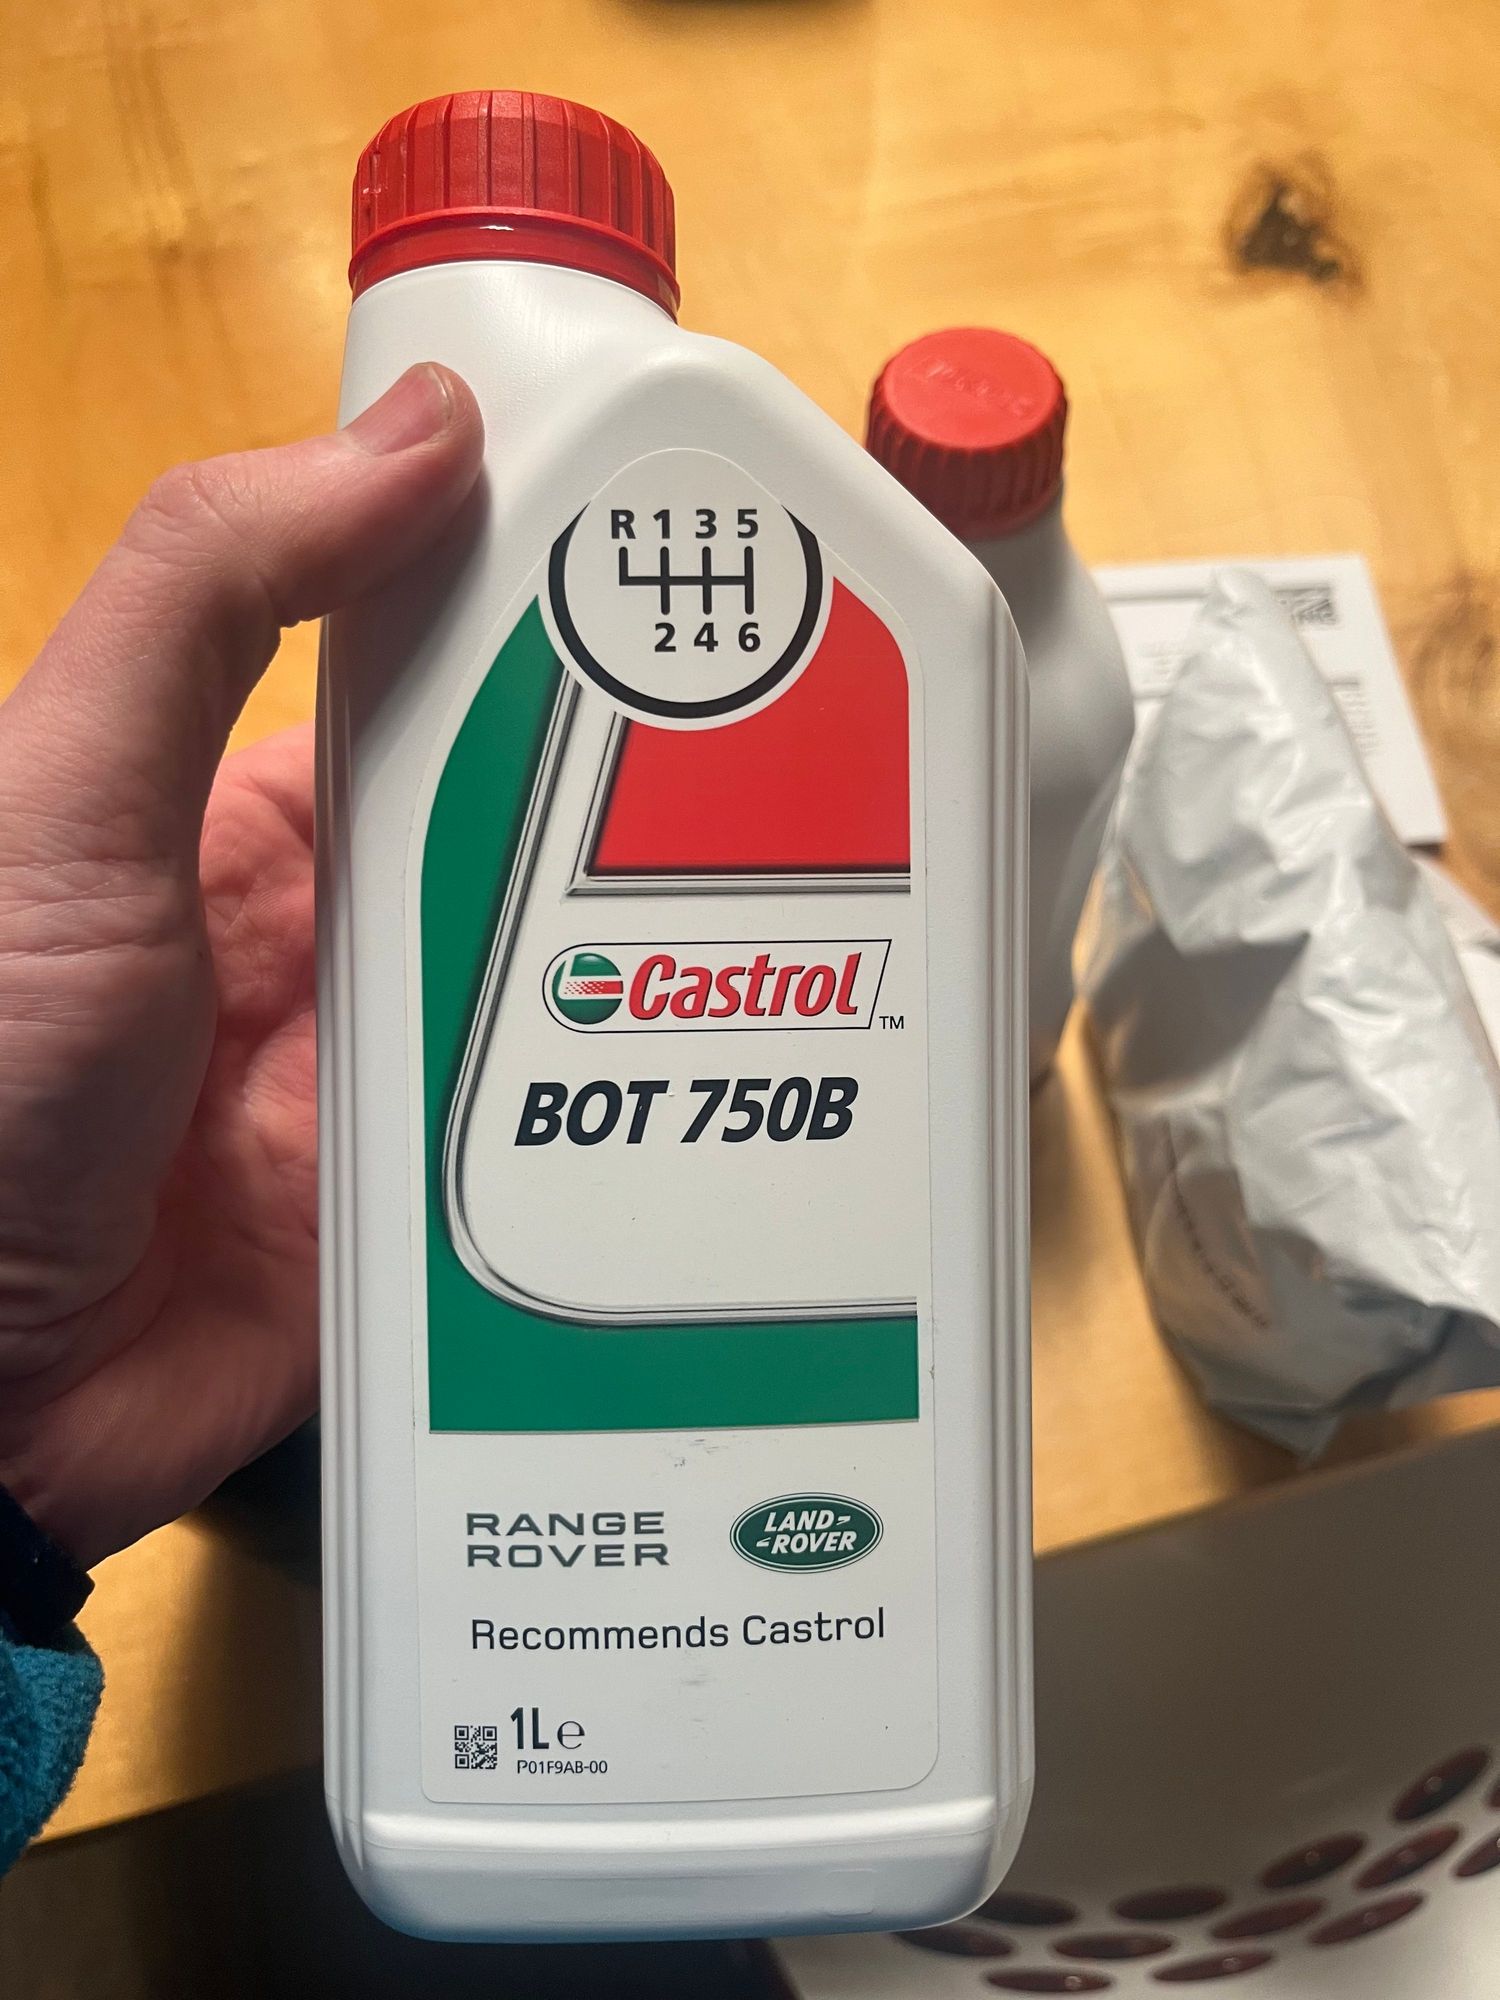 R 1 3 5
2 4 6
Castrol
TM
BOT 750B
RANGE
ROVER
LAND-
-ROVER
Recommends Castrol
1L e
P01F9AB-00